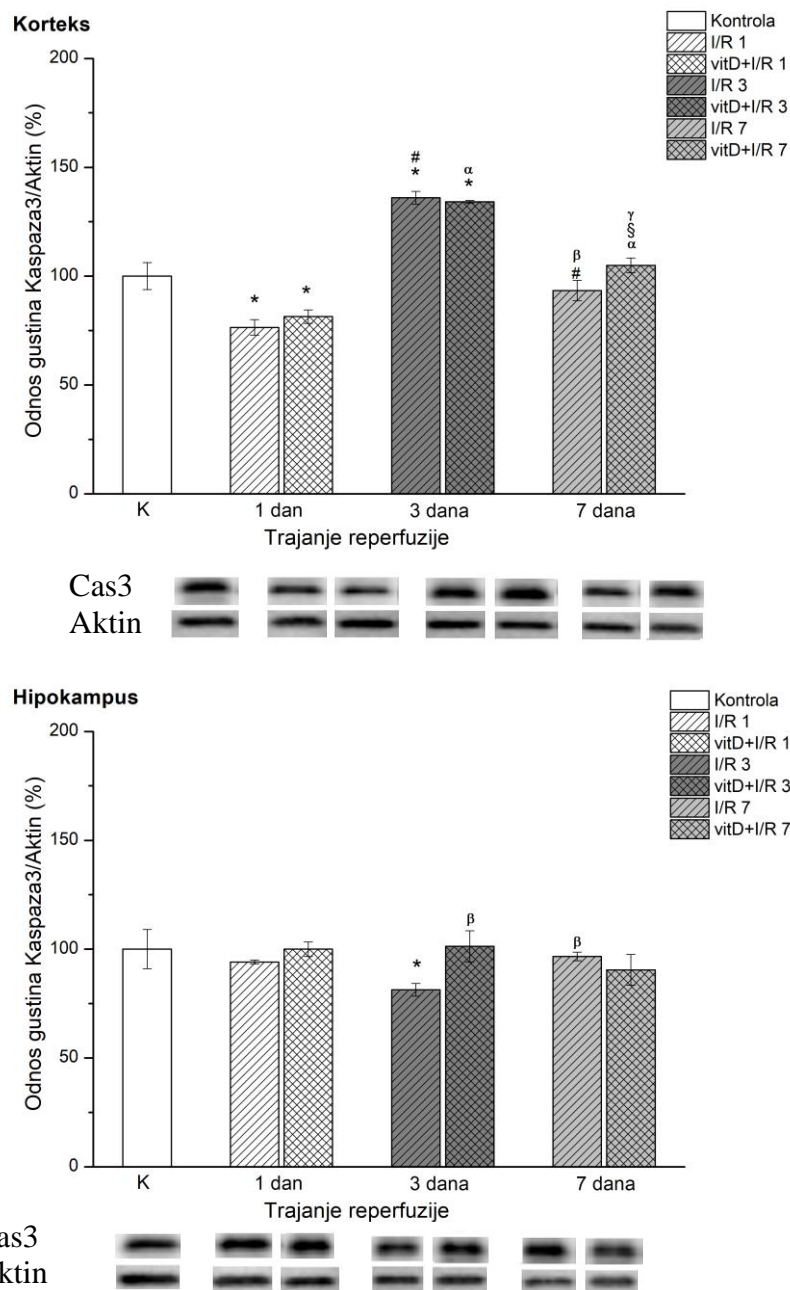 Korteks
Kontrola
I/R 1
vitD+I/R 1
I/R 3
vitD+I/R 3
I/R 7
vitD+I/R 7
Odnos gustina Kaspaza3/Aktin (%)
200
150
100
50
0
*
*
#
*
α
*
β
#
γ
§
α
K
1 dan
3 dana
7 dana
Trajanje reperfuzije
Cas3
Aktin
Hipokampus
Kontrola
I/R 1
vitD+I/R 1
I/R 3
vitD+I/R 3
I/R 7
vitD+I/R 7
Odnos gustina Kaspaza3/Aktin (%)
200
150
100
50
0
*
β
β
K
1 dan
3 dana
7 dana
Trajanje reperfuzije
as3
ktin